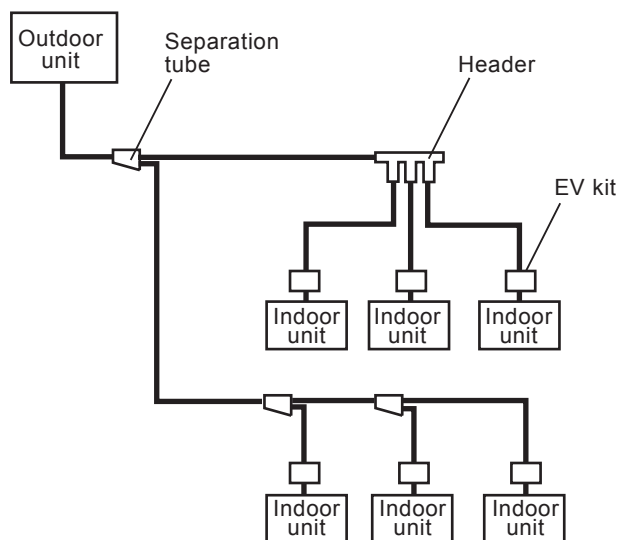 Outdoor
unit
Separation
tube
Header
EV kit
Indoor
unit
Indoor
unit
Indoor
unit
Indoor
unit
Indoor
unit
Indoor
unit